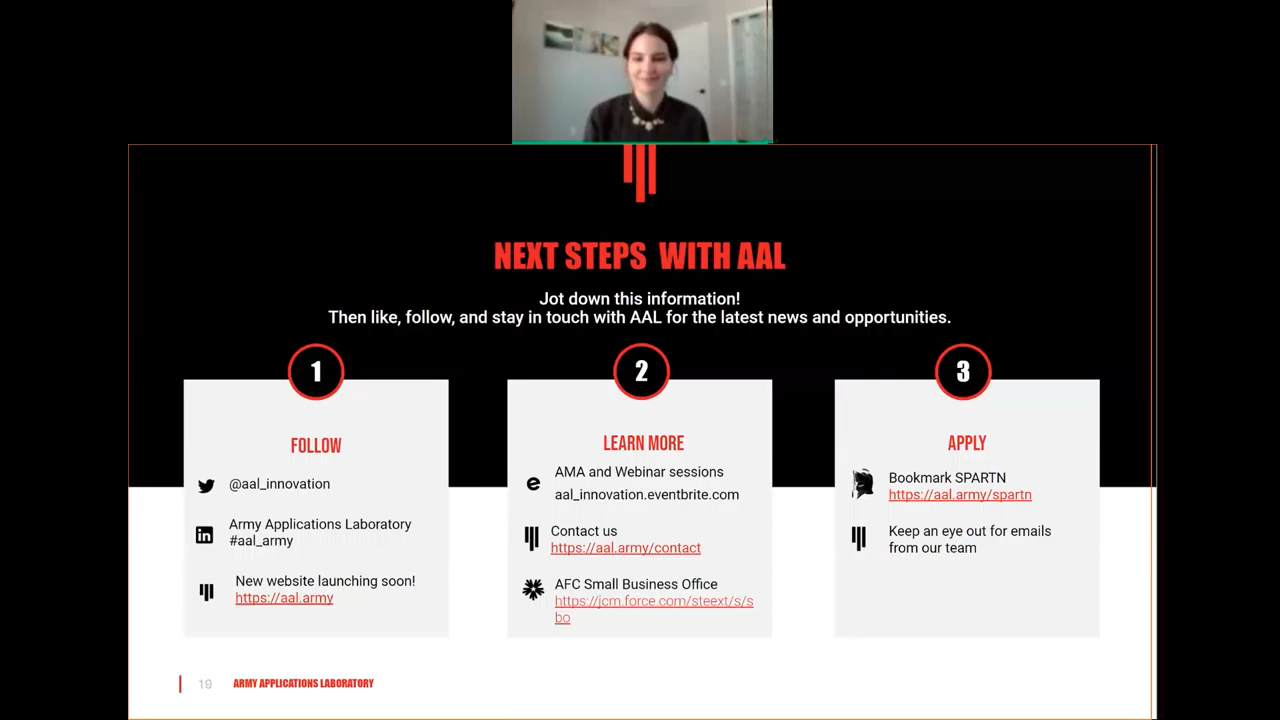 NEXT STEPS WITH AAL
Jot down this information!
Then like, follow, and stay in touch with AAL for the latest news and opportunities.
1
FOLLOW
@aal_innovation
Army Applications Laboratory
#aal_army
New website launching soon!
https://aal.army
2
LEARN MORE
AMA and Webinar sessions
aal_innovation.eventbrite.com
Contact us
https://aal.army/contact
AFC Small Business Office
https://jcm.force.com/steext/s/s
bo
3
APPLY
Bookmark SPARTN
https://aal.army/spartn
Keep an eye out for emails
from our team
19 ARMY APPLICATIONS LABORATORY